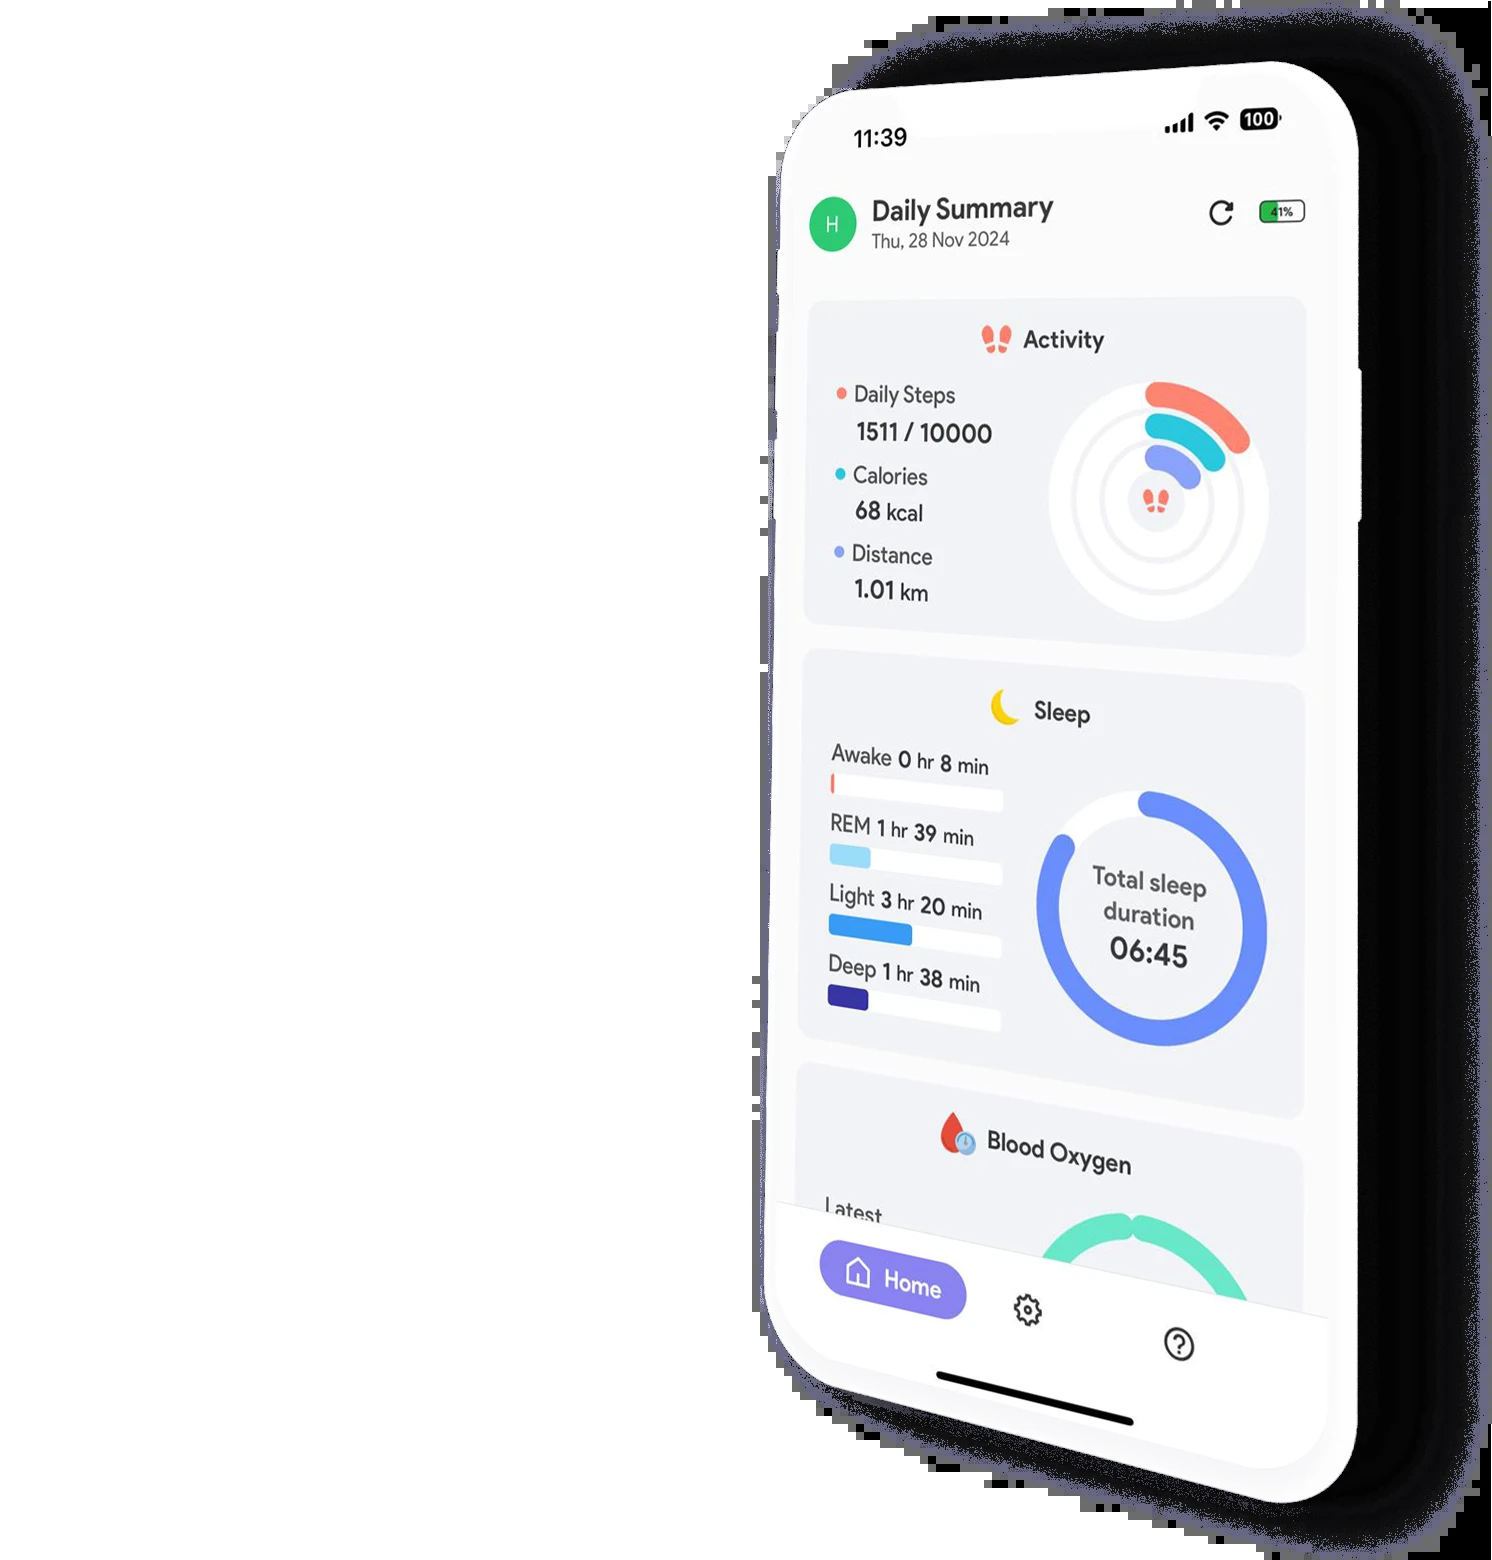 11:39
100
H
Daily Summary
41%
Thu, 28 Nov 2024
Activity
Daily Steps
1511 / 10000
Calories
68 kcal
Distance
1.01 km
Sleep
Awake 0 hr 8 min
REM 1 hr 39 min
Light 3 hr 20 min
Deep 1 hr 38 min
Total sleep
duration
06:45
Blood Oxygen
Latest
Home
?